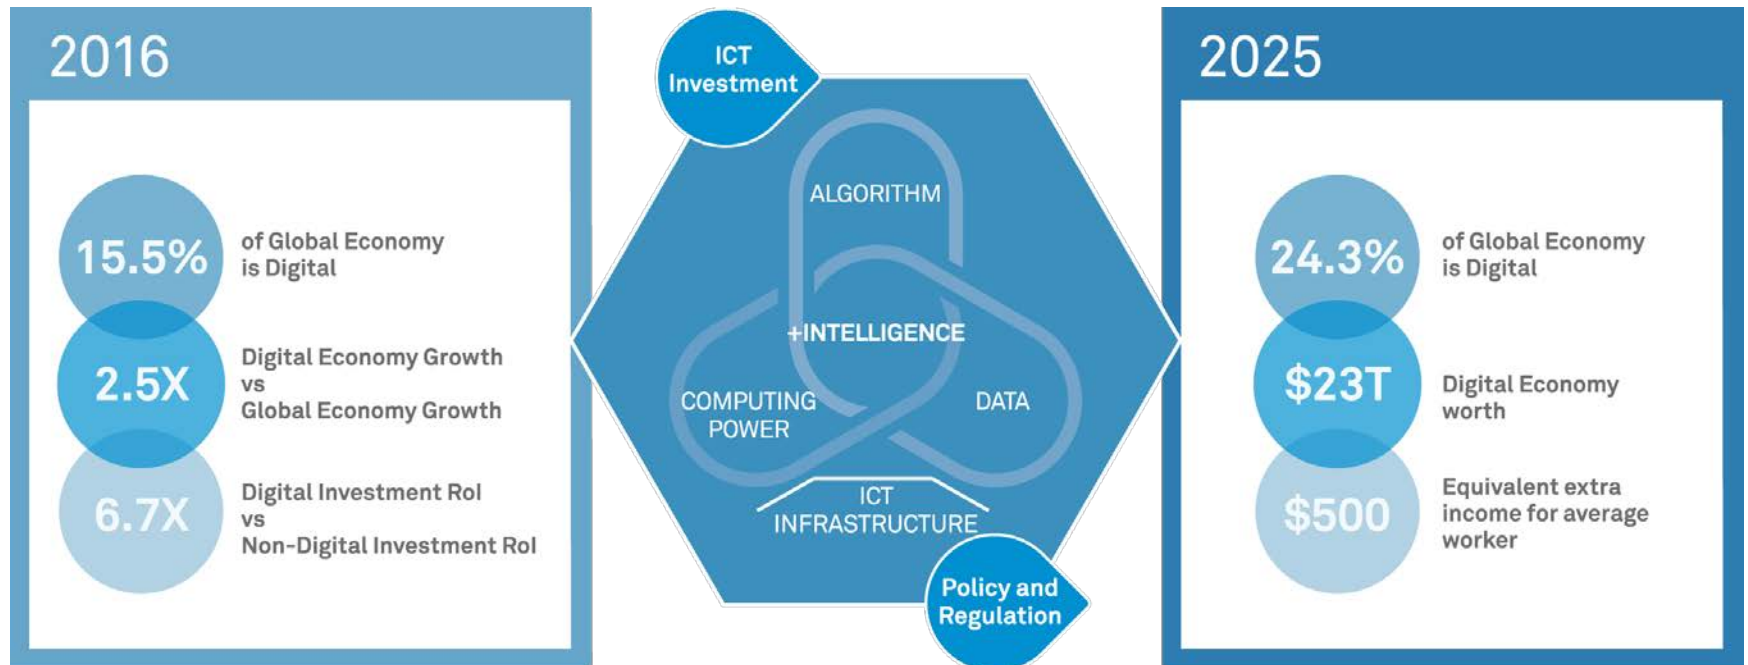 2016
15.5%
of Global Economy
is Digital
2.5X
Digital Economy Growth
vs
Global Economy Growth
6.7X
Digital Investment RoI
vs
Non-Digital Investment RoI
ICT
Investment
ALGORITHM
+INTELLIGENCE
COMPUTING
POWER
DATA
ICT
INFRASTRUCTURE
Policy and
Regulation
2025
24.3%
of Global Economy
is Digital
$23T
Digital Economy
worth
$500
Equivalent extra
income for average
worker